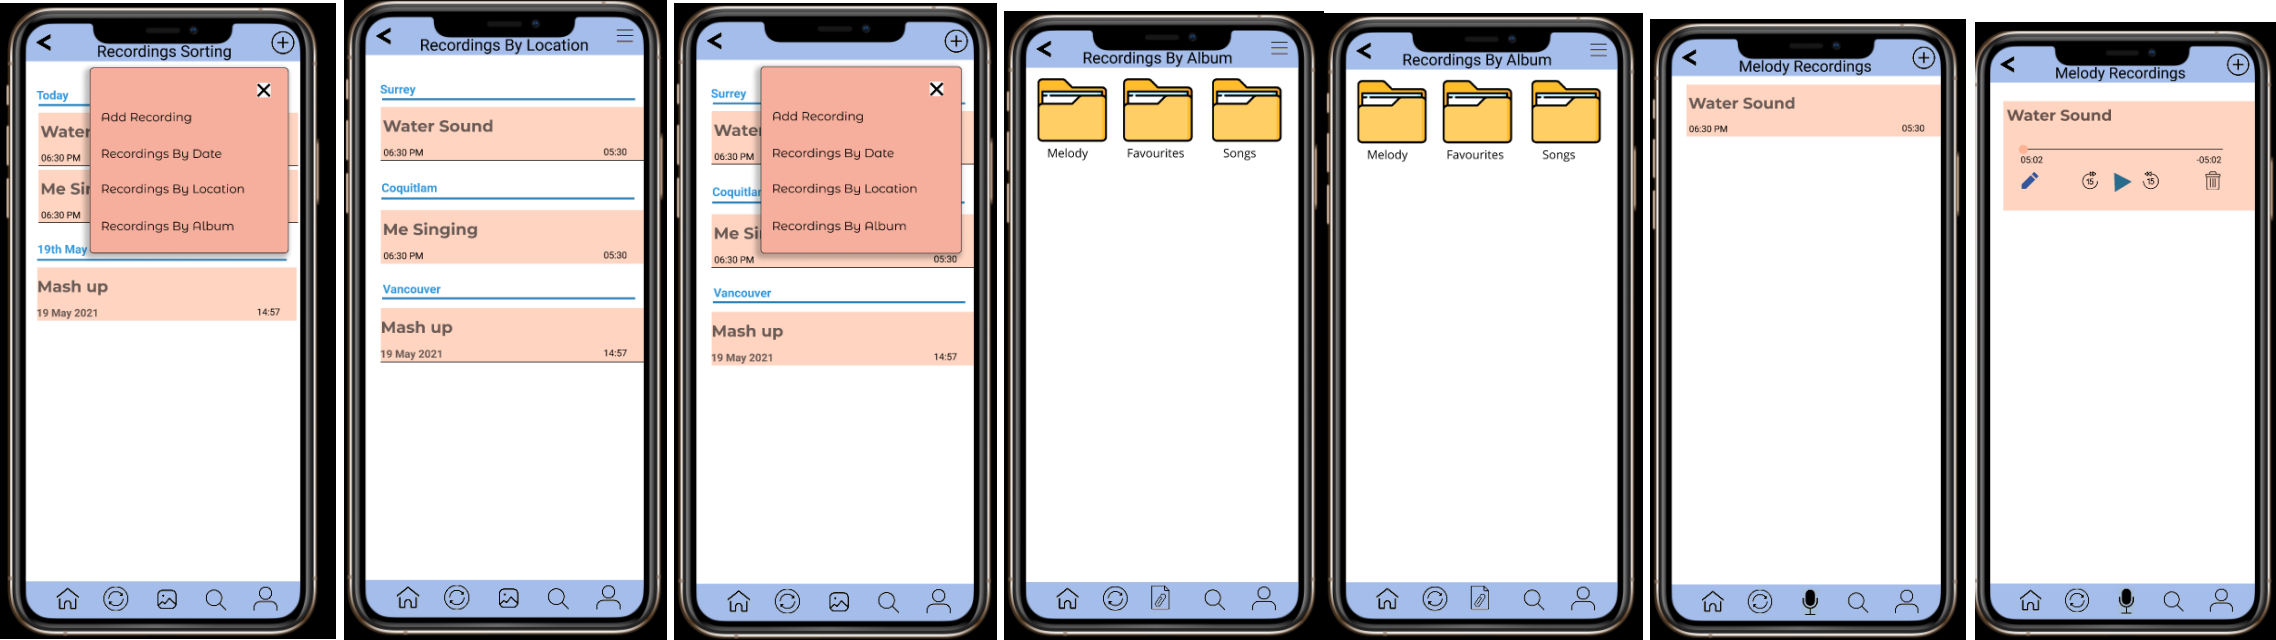 Recordings Sorting
Today
Water
06:30 PM
Me Sin
06:30 PM
19th May
Mash up
19 May 2021
14:57
Add Recording
Recordings By Date
Recordings By Location
Recordings By Album
Recordings By Location
Surrey
Water Sound
06:30 PM
05:30
Coquitlam
Me Singing
06:30 PM
05:30
Vancouver
Mash up
19 May 2021
14:57
Surrey
Wate
06:30 PM
Coquitla
Me Si
06:30 PM
05:30
Vancouver
Mash up
19 May 2021
14:57
Add Recording
Recordings By Date
Recordings By Location
Recordings By Album
Recordings By Album
Melody
Favourites
Songs
Recordings By Album
Melody
Favourites
Songs
Melody Recordings
Water Sound
06:30 PM
05:30
Melody Recordings
Water Sound
05:02
-05:02
15
15